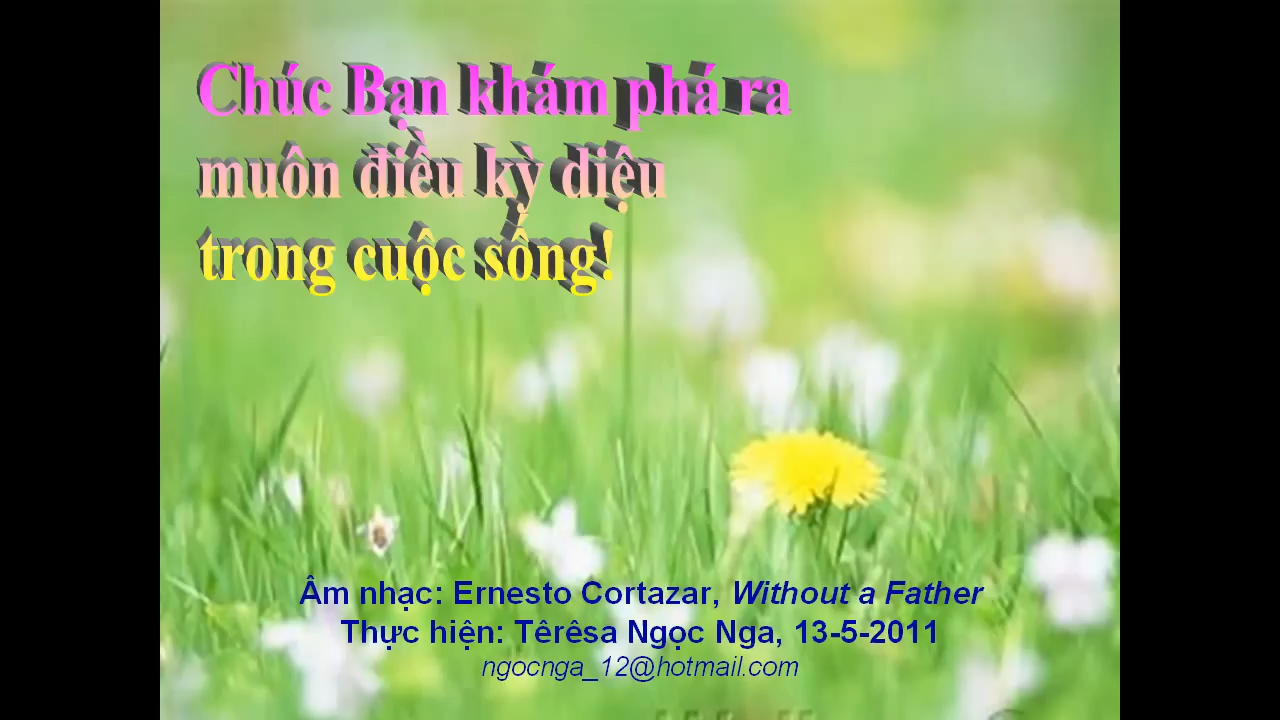 Chúc Bạn khám phá ra
muôn điều kỳ diệu
trong cuộc sống!
Âm nhạc: Ernesto Cortazar, Without a Father
Thực hiện: Têrêsa Ngọc Nga, 13-5-2011
ngocnga_12@hotmail.com